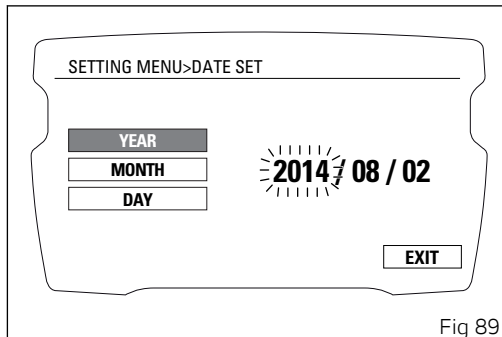 SETTING MENU>DATE SET
YEAR
MONTH
DAY
2014 / 08 / 02
EXIT
Fig 89